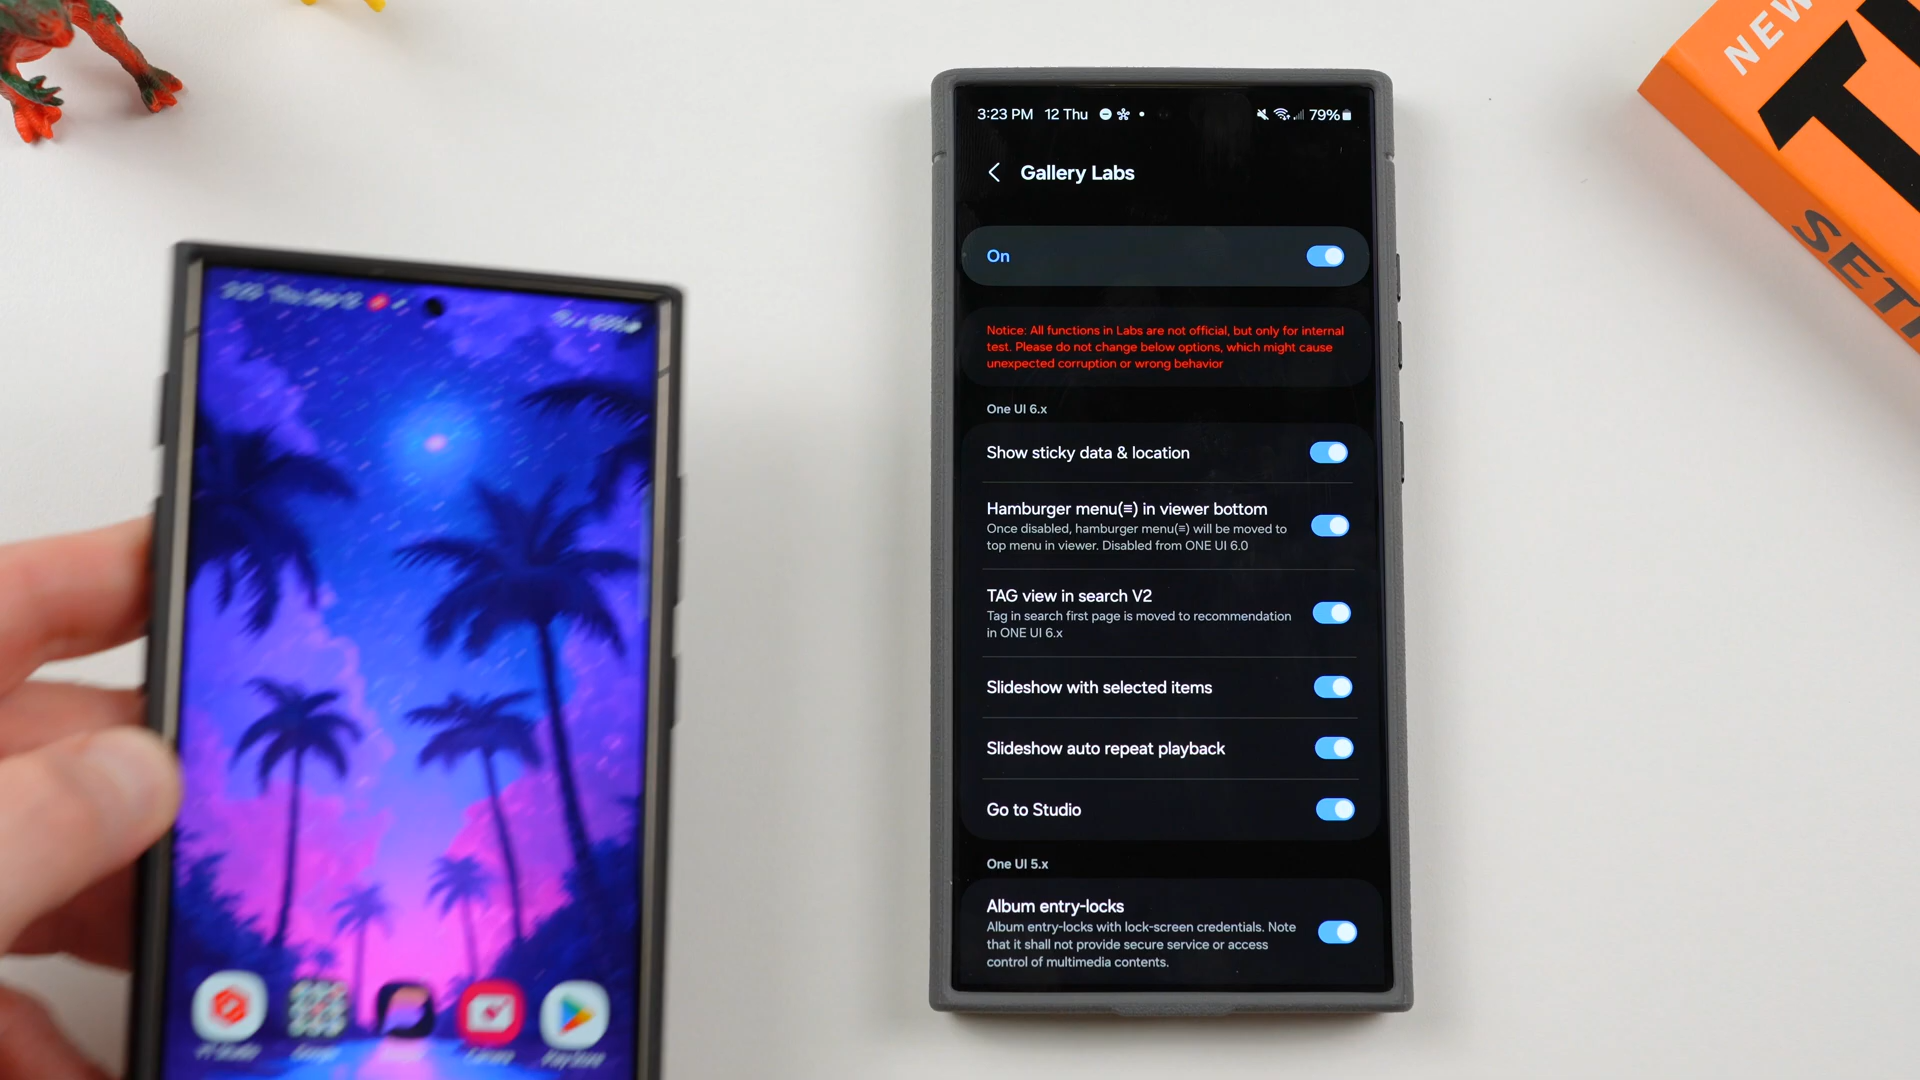 3:23 PM 12 Thu
79%
Gallery Labs
On
Notice: All functions in Labs are not official, but only for internal
test. Please do not change below options, which might cause
unexpected corruption or wrong behavior
One UI 6.x
Show sticky data & location
Hamburger menu(≡) in viewer bottom
Once disabled, hamburger menu(≡) will be moved to
top menu in viewer. Disabled from ONE UI 6.0
TAG view in search V2
Tag in search first page is moved to recommendation
in ONE UI 6.x
Slideshow with selected items
Slideshow auto repeat playback
Go to Studio
One UI 5.x
Album entry-locks
Album entry-locks with lock-screen credentials. Note
that it shall not provide secure service or access
control of multimedia contents.
NEW
Play Store